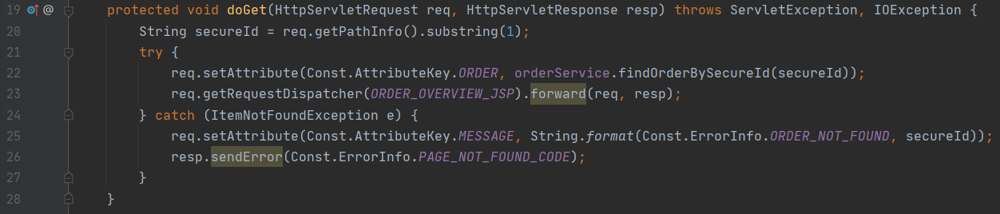 19 @ protected void doGet(HttpServletRequest req, HttpServletResponse resp) throws ServletException, IOException {
20 String secureId = req.getPathInfo().substring(1);
21 try {
22 req.setAttribute(Const.AttributeKey.ORDER, orderService.findOrderBySecureId(secureId));
23 req.getRequestDispatcher(ORDER_OVERVIEW_JSP).forward(req, resp);
24 } catch (ItemNotFoundException e) {
25 req.setAttribute(Const.AttributeKey.MESSAGE, String.format(Const.ErrorInfo.ORDER_NOT_FOUND, secureId));
26 resp.sendError(Const.ErrorInfo.PAGE_NOT_FOUND_CODE);
27 }
28 }